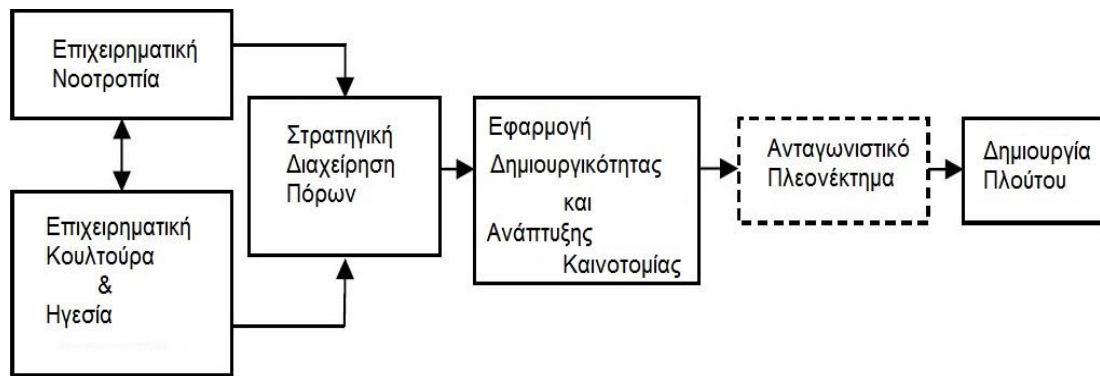 Επιχειρηματική
Νοοτροπία
Επιχειρηματική
Κουλτούρα
&
Ηγεσία
Στρατηγική
Διαχείρηση
Πόρων
Εφαρμογή
Δημιουργικότητας
και
Ανάπτυξης
Καινοτομίας
Ανταγωνιστικό
Πλεονέκτημα
Δημιουργία
Πλούτου